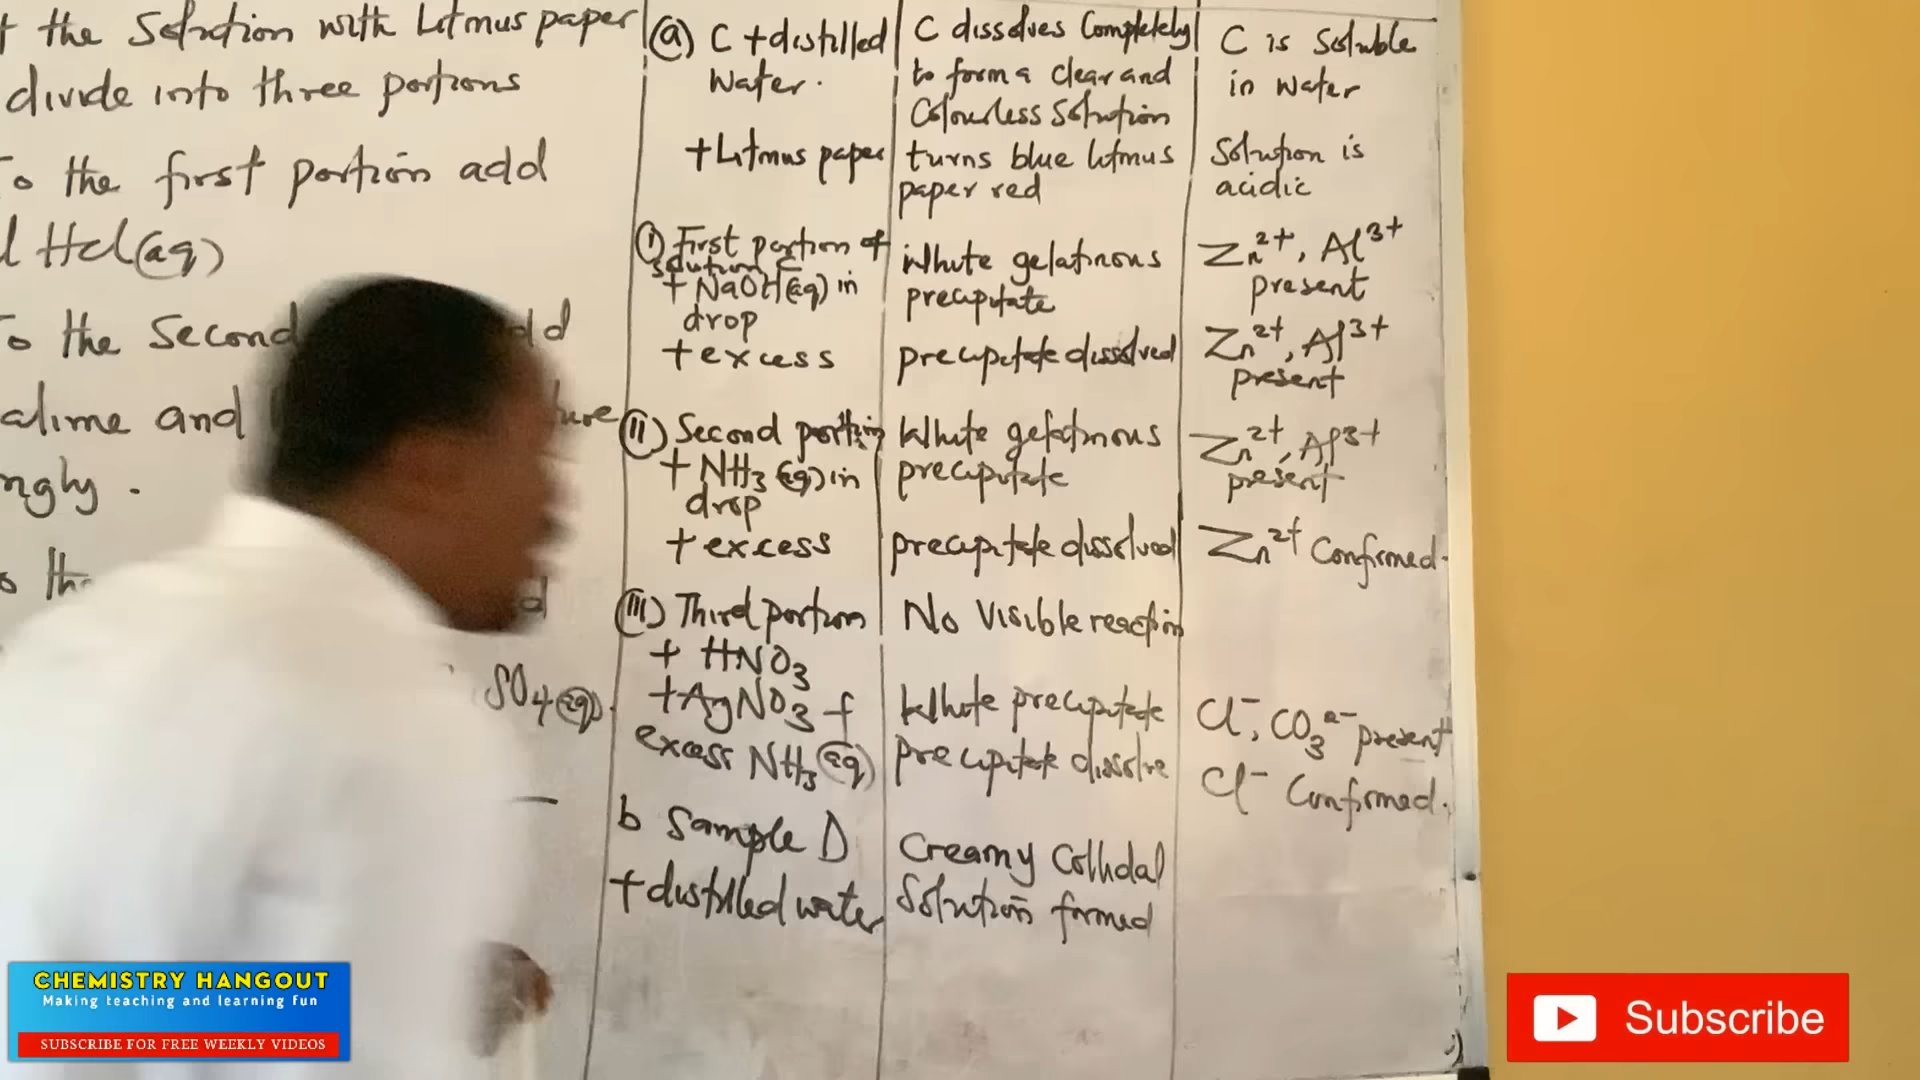 t the Solution with Litmus paper
divide into three portions
To the first portion add
l Hcl(aq)
To the Second
alime and
ngly.
SO4(aq).
(a) C + distilled
Water.
+ Litmus paper
(i) First portion of
solution C
+ NaOH(aq) in
drop
+ excess
(ii) Second portion
+ NH3(aq) in
drop
+ excess
(iii) Third portion
+ HNO3
+ AgNO3 +
excess NH3(aq)
b Sample D
+ distilled water
C dissolves Completely
to form a clear and
Colourless Solution
turns blue litmus
paper red
White gelatinous
precipitate
precipitate dissolved
White gelatinous
precipitate
precipitate dissolved
No Visible reaction
White precipitate
precipitate dissolve
Creamy Collidal
Solution formed
C is Soluble
in Water
Solution is
acidic
Zn2+, Al3+
present
Zn2+, Al3+
present
Zn2+, Al3+
present
Zn2+ Confirmed.
Cl-, CO32- present
Cl- Confirmed.
CHEMISTRY HANGOUT
Making teaching and learning fun
SUBSCRIBE FOR FREE WEEKLY VIDEOS
Subscribe